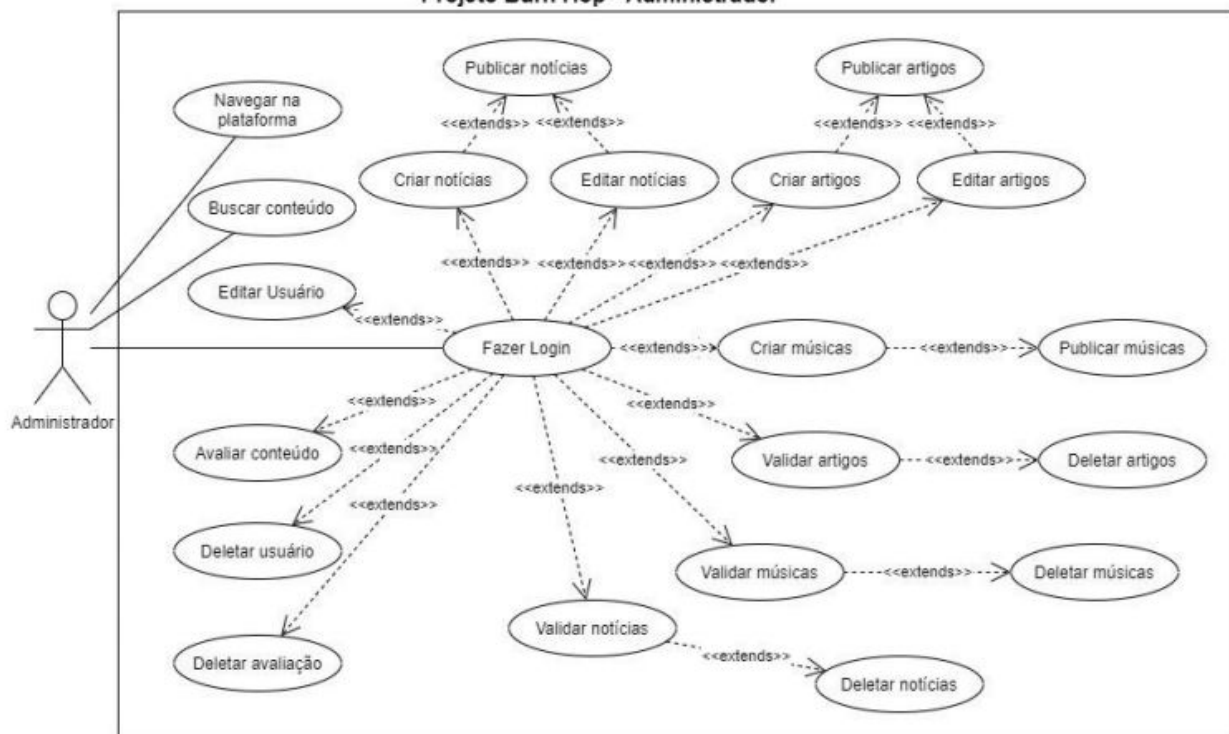 Projeto - Administrador
Publicar notícias
Publicar artigos
Navegar na
plataforma
<<extends>>
<<extends>>
<<extends>>
<<extends>>
Criar notícias
Editar notícias
Criar artigos
Editar artigos
Buscar conteúdo
<<extends>>
<<extends>>
<<extends>>
<<extends>>
Editar Usuário
<<extends>>
Fazer Login
<<extends>>
Criar músicas
<<extends>>
Publicar músicas
Administrador
<<extends>>
<<extends>>
Avaliar conteúdo
<<extends>>
<<extends>>
Validar artigos
<<extends>>
Deletar artigos
<<extends>>
<<extends>>
<<extends>>
Deletar usuário
Validar músicas
<<extends>>
Deletar músicas
Validar notícias
<<extends>>
Deletar avaliação
Deletar notícias